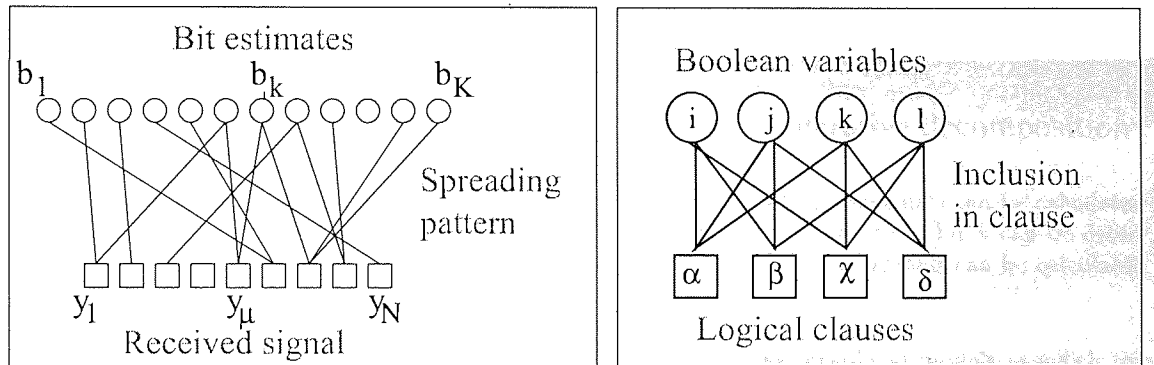 Bit estimates
b1 bk bK
Spreading
pattern
y1 yμ yN
Received signal
Boolean variables
i j k l
Inclusion
in clause
α β χ δ
Logical clauses